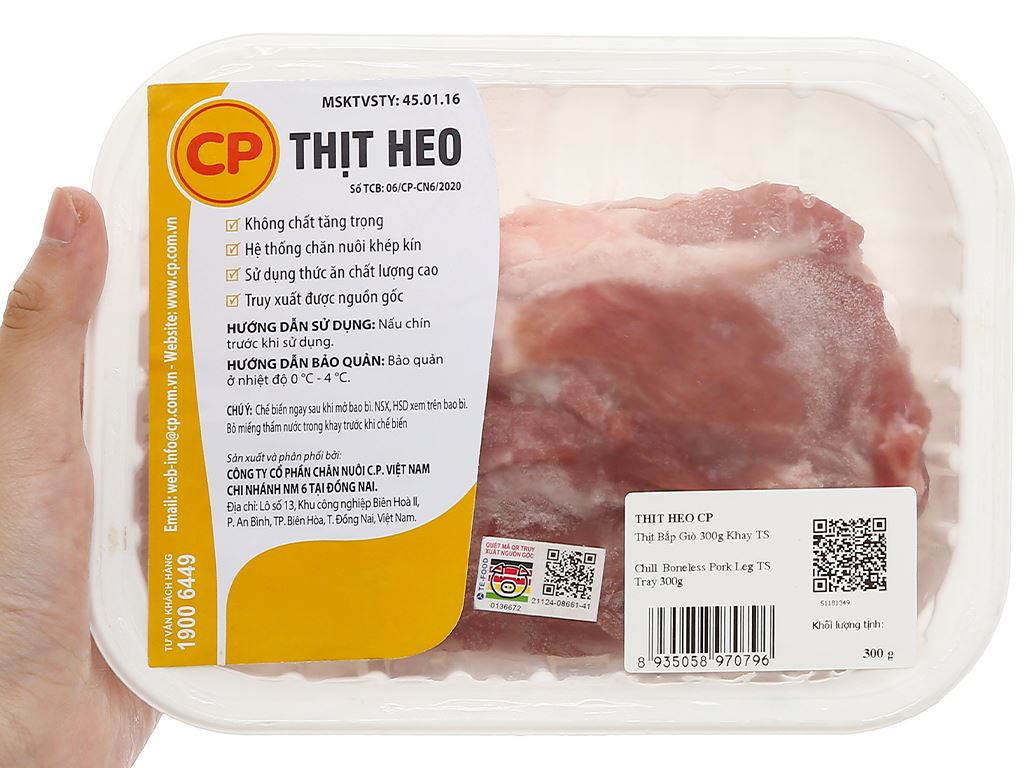 MSKTVSTY: 45.01.16
CP
THỊT HEO
Số TCB: 06/CP-CN6/2020
Không chất tăng trọng
Hệ thống chăn nuôi khép kín
Sử dụng thức ăn chất lượng cao
Truy xuất được nguồn gốc
HƯỚNG DẪN SỬ DỤNG: Nấu chín
trước khi sử dụng.
HƯỚNG DẪN BẢO QUẢN: Bảo quản
ở nhiệt độ 0 °C - 4 °C.
CHÚ Ý: Chế biến ngay sau khi mở bao bì. NSX, HSD xem trên bao bì.
Bỏ miếng thấm nước trong khay trước khi chế biến
Sản xuất và phân phối bởi:
CÔNG TY CỔ PHẦN CHĂN NUÔI C.P. VIỆT NAM
CHI NHÁNH NM 6 TẠI ĐỒNG NAI.
Địa chỉ: Lô số 13, Khu công nghiệp Biên Hoà II,
P. An Bình, TP. Biên Hòa, T. Đồng Nai, Việt Nam.
Email: web-info@cp.com.vn - Website: www.cp.com.vn
TƯ VẤN KHÁCH HÀNG
1900 6449
QUÉT MÃ QR TRUY
XUẤT NGUỒN GỐC
TE-FOOD
0136672
21124-08661-41
THIT HEO CP
Thịt Bắp Giò 300g Khay TS
Chill Boneless Pork Leg TS
Tray 300g
8 935058 970796
51181349
Khối lượng tịnh:
300 g